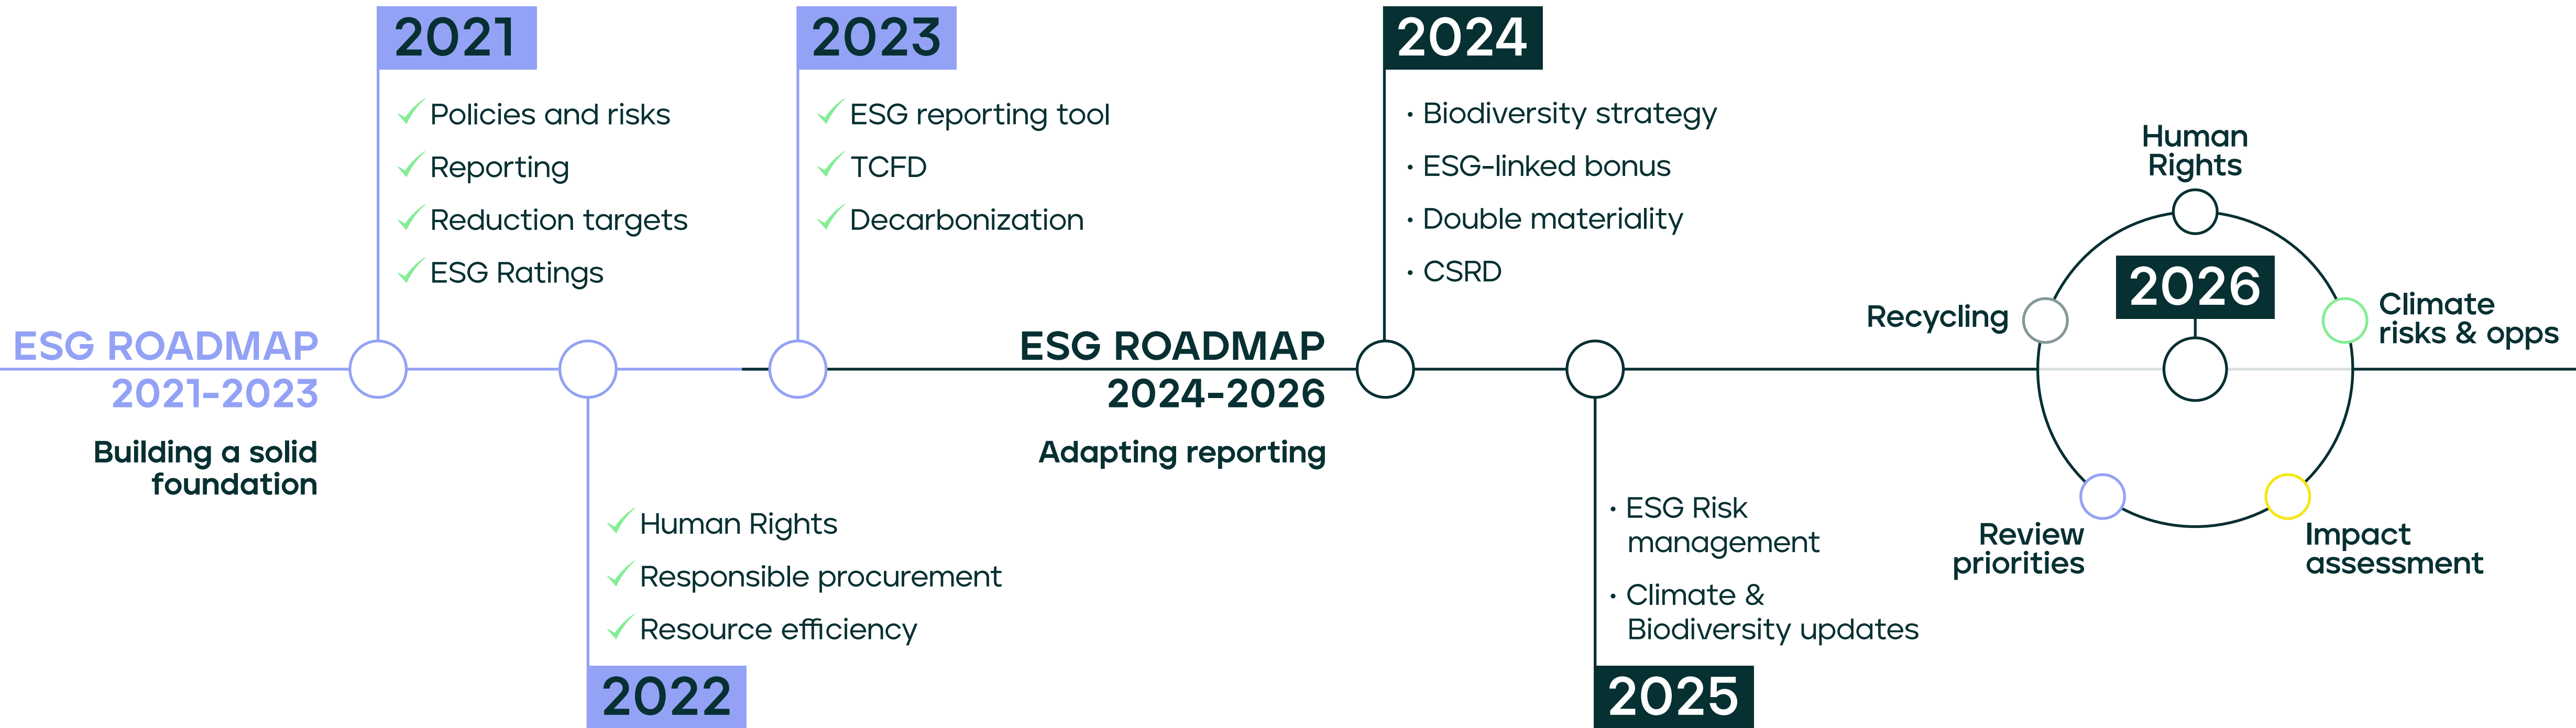 ESG ROADMAP
2021-2023
Building a solid
foundation
2021
Policies and risks
Reporting
Reduction targets
ESG Ratings
Human Rights
Responsible procurement
Resource efficiency
2022
2023
ESG reporting tool
TCFD
Decarbonization
ESG ROADMAP
2024-2026
Adapting reporting
2024
· Biodiversity strategy
· ESG-linked bonus
· Double materiality
· CSRD
· ESG Risk
management
· Climate &
Biodiversity updates
2025
2026
Human
Rights
Climate
risks & opps
Impact
assessment
Review
priorities
Recycling